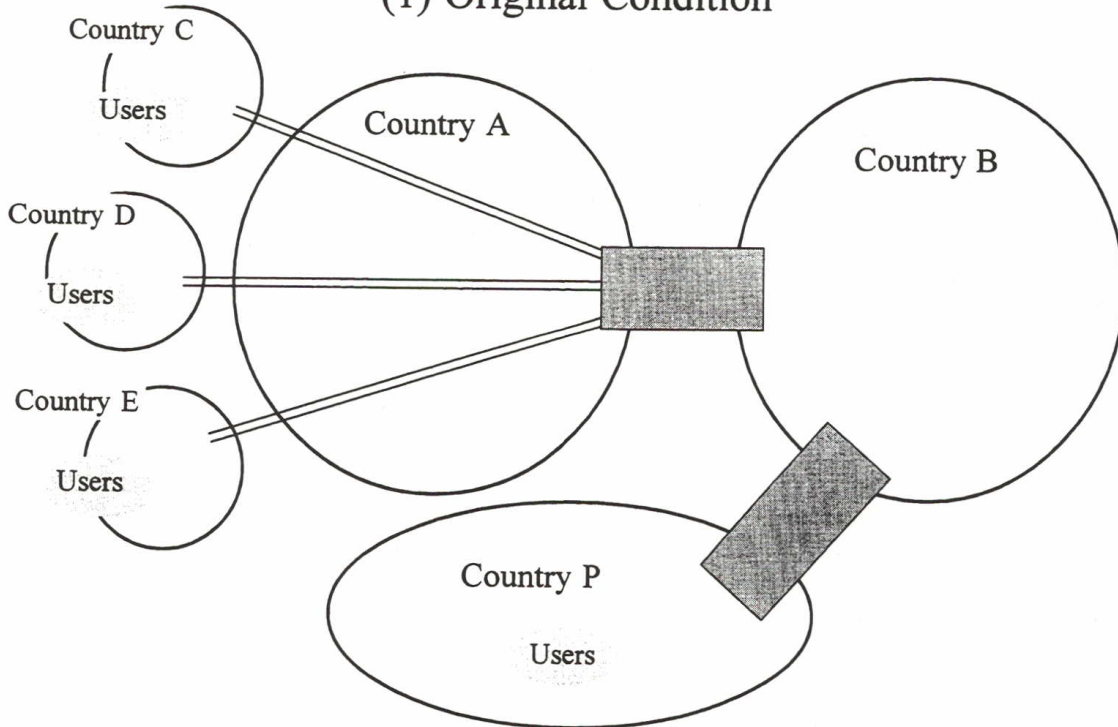 (1) Original Condition
Country C
Users
Country A
Country B
Country D
Users
Country E
Users
Country P
Users